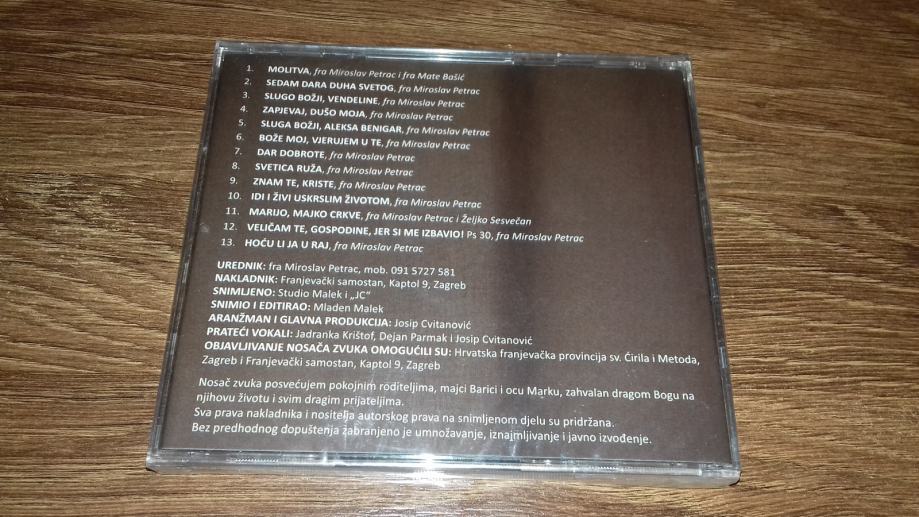 1. MOLITVA, fra Miroslav Petrac i fra Mate Bašić
2. SEDAM DARA DUHA SVETOG, fra Miroslav Petrac
3. SLUGO BOŽJI, VENDELINE, fra Miroslav Petrac
4. ZAPJEVAJ, DUŠO MOJA, fra Miroslav Petrac
5. SLUGA BOŽJI, ALEKSA BENIGAR, fra Miroslav Petrac
6. BOŽE MOJ, VJERUJEM U TE, fra Miroslav Petrac
7. DAR DOBROTE, fra Miroslav Petrac
8. SVETICA RUŽA, fra Miroslav Petrac
9. ZNAM TE, KRISTE, fra Miroslav Petrac
10. IDI I ŽIVI USKRSLIM ŽIVOTOM, fra Miroslav Petrac
11. MARIJO, MAJKO CRKVE, fra Miroslav Petrac i Željko Sesvečan
12. VELIČAM TE, GOSPODINE, JER SI ME IZBAVIO! Ps 30, fra Miroslav Petrac
13. HOĆU LI JA U RAJ, fra Miroslav Petrac
UREDNIK: fra Miroslav Petrac, mob. 091 5727 581
NAKLADNIK: Franjevački samostan, Kaptol 9, Zagreb
SNIMLJENO: Studio Malek i „JC“
SNIMIO I EDITIRAO: Mladen Malek
ARANŽMAN I GLAVNA PRODUKCIJA: Josip Cvitanović
PRATEĆI VOKALI: Jadranka Krištof, Dejan Parmak i Josip Cvitanović
OBJAVLJIVANJE NOSAČA ZVUKA OMOGUĆILI SU: Hrvatska franjevačka provincija sv. Ćirila i Metoda,
Zagreb i Franjevački samostan, Kaptol 9, Zagreb
Nosač zvuka posvećujem pokojnim roditeljima, majci Barici i ocu Marku, zahvalan dragom Bogu na
njihovu životu i svim dragim prijateljima.
Sva prava nakladnika i nositelja autorskog prava na snimljenom djelu su pridržana.
Bez predhodnog dopuštenja zabranjeno je umnožavanje, iznajmljivanje i javno izvođenje.